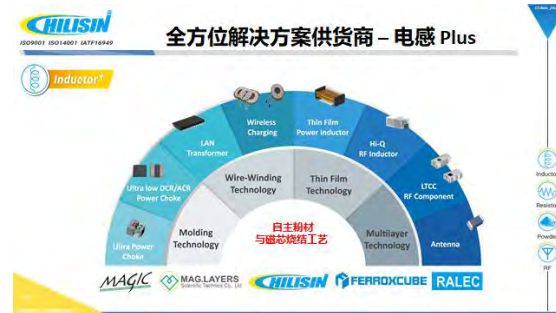 CHILISIN
ISO9001 ISO14001 IATF16949
全方位解决方案供货商 – 电感 Plus
Inductor+
Wireless
Charging
Thin Film
Power Inductor
LAN
Transformer
Hi-Q
RF Inductor
Ultra low DCR/ACR
Power Choke
LTCC
RF Component
Ultra Power
Choke
Antenna
Wire-Winding
Technology
Thin Film
Technology
Molding
Technology
Multilayer
Technology
自主粉材
与磁芯烧结工艺
Inductor
Resistor
Powder
RF
MAGIC
MAG.LAYERS
Scientific-Technics Co., Ltd
CHILISIN
FERROXCUBE
RALEC